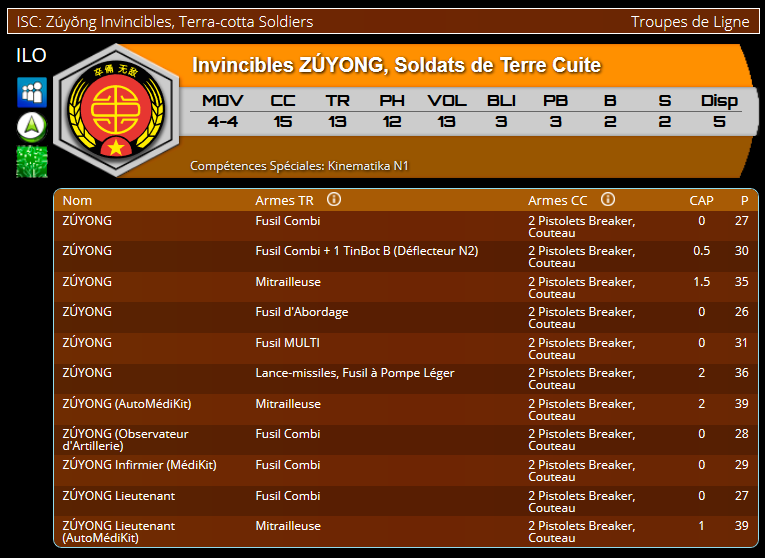 ISC: Zúyǒng Invincibles, Terra-cotta Soldiers Troupes de Ligne
ILO
卒俑 无敌
Invincibles ZÚYONG, Soldats de Terre Cuite
MOV CC TR PH VOL BLI PB B S Disp
4-4 15 13 12 13 3 3 2 2 5
Compétences Spéciales: Kinematika N1
Nom Armes TR Armes CC CAP P
ZÚYONG Fusil Combi 2 Pistolets Breaker, 0 27
Couteau
ZÚYONG Fusil Combi + 1 TinBot B (Déflecteur N2) 2 Pistolets Breaker, 0.5 30
Couteau
ZÚYONG Mitrailleuse 2 Pistolets Breaker, 1.5 35
Couteau
ZÚYONG Fusil d'Abordage 2 Pistolets Breaker, 0 26
Couteau
ZÚYONG Fusil MULTI 2 Pistolets Breaker, 0 31
Couteau
ZÚYONG Lance-missiles, Fusil à Pompe Léger 2 Pistolets Breaker, 2 36
Couteau
ZÚYONG (AutoMédiKit) Mitrailleuse 2 Pistolets Breaker, 2 39
Couteau
ZÚYONG (Observateur Fusil Combi 2 Pistolets Breaker, 0 28
d'Artillerie) Couteau
ZÚYONG Infirmier (MédiKit) Fusil Combi 2 Pistolets Breaker, 0 29
Couteau
ZÚYONG Lieutenant Fusil Combi 2 Pistolets Breaker, 0 27
Couteau
ZÚYONG Lieutenant Mitrailleuse 2 Pistolets Breaker, 1 39
(AutoMédiKit) Couteau